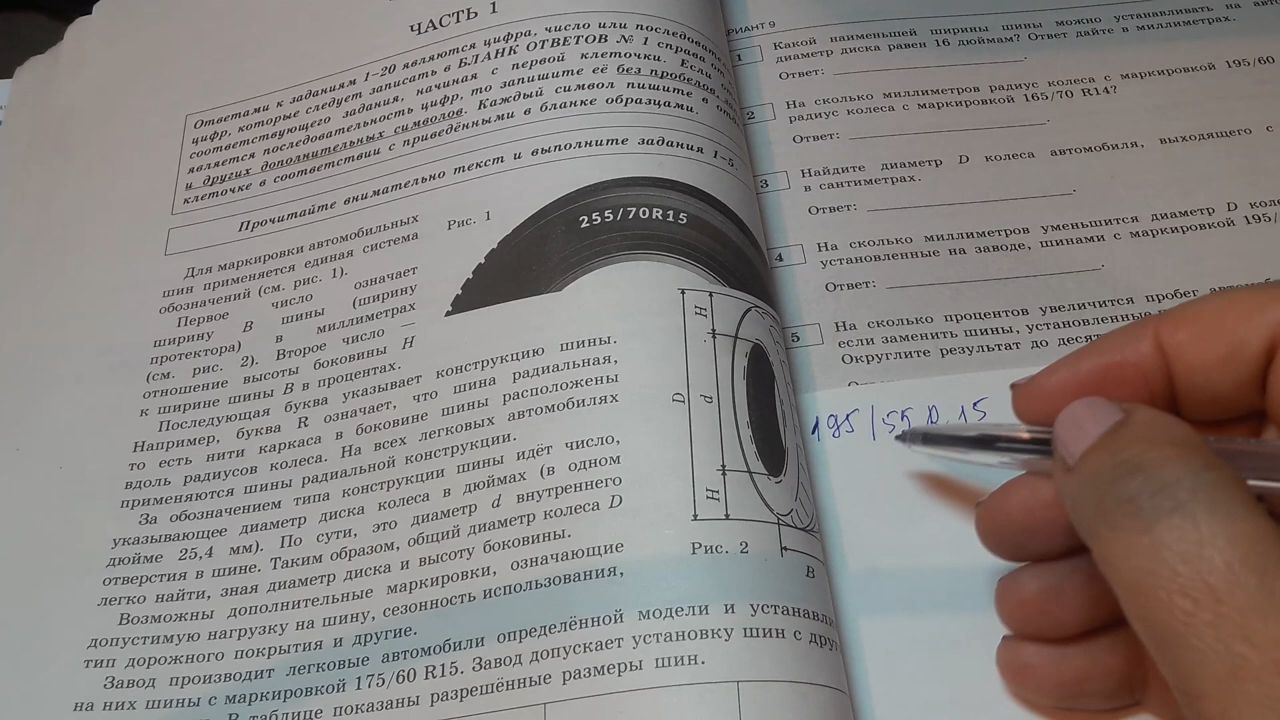 ЧАСТЬ 1
Ответами к заданиям 1–20 являются цифра, число или
цифр, которые следует записать в БЛАНК ОТВЕТОВ № 1 справа от
соответствующего задания, начиная с первой клеточки. Если
является последовательность цифр, то запишите её без пробелов,
и других дополнительных символов. Каждый символ пишите в
клеточке в соответствии с приведёнными в бланке образцами.
Прочитайте внимательно текст и выполните задания 1–5.
Для маркировки автомобильных
шин применяется единая система
обозначений (см. рис. 1).
Первое число означает
ширину B шины (ширину
протектора) в миллиметрах
(см. рис. 2). Второе число —
отношение высоты боковины H
к ширине шины B в процентах.
Рис. 1
255/70R15
Последующая буква указывает конструкцию шины.
Например, буква R означает, что шина радиальная,
то есть нити каркаса в боковине шины расположены
вдоль радиусов колеса. На всех легковых автомобилях
применяются шины радиальной конструкции.
За обозначением типа конструкции шины идёт число,
указывающее диаметр диска колеса в дюймах (в одном
дюйме 25,4 мм). По сути, это диаметр d внутреннего
отверстия в шине. Таким образом, общий диаметр колеса D
легко найти, зная диаметр диска и высоту боковины.
Возможны дополнительные маркировки, означающие
допустимую нагрузку на шину, сезонность использования,
тип дорожного покрытия и другие.
H
D
d
H
Рис. 2
B
Завод производит легковые автомобили определённой модели и
на них шины с маркировкой 175/60 R15. Завод допускает установку шин с
В таблице показаны разрешённые размеры шин.
ВАРИАНТ 9
1
Какой наименьшей ширины шины можно устанавливать на
диаметр диска равен 16 дюймам? Ответ дайте в миллиметрах.
Ответ:
2
На сколько миллиметров радиус колеса с маркировкой 195/60
радиус колеса с маркировкой 165/70 R14?
Ответ:
3
Найдите диаметр D колеса автомобиля, выходящего с
в сантиметрах.
Ответ:
4
На сколько миллиметров уменьшится диаметр D
установленные на заводе, шинами с маркировкой
Ответ:
5
На сколько процентов увеличится пробег
если заменить шины, установленные
Округлите результат до
195/55 R 15